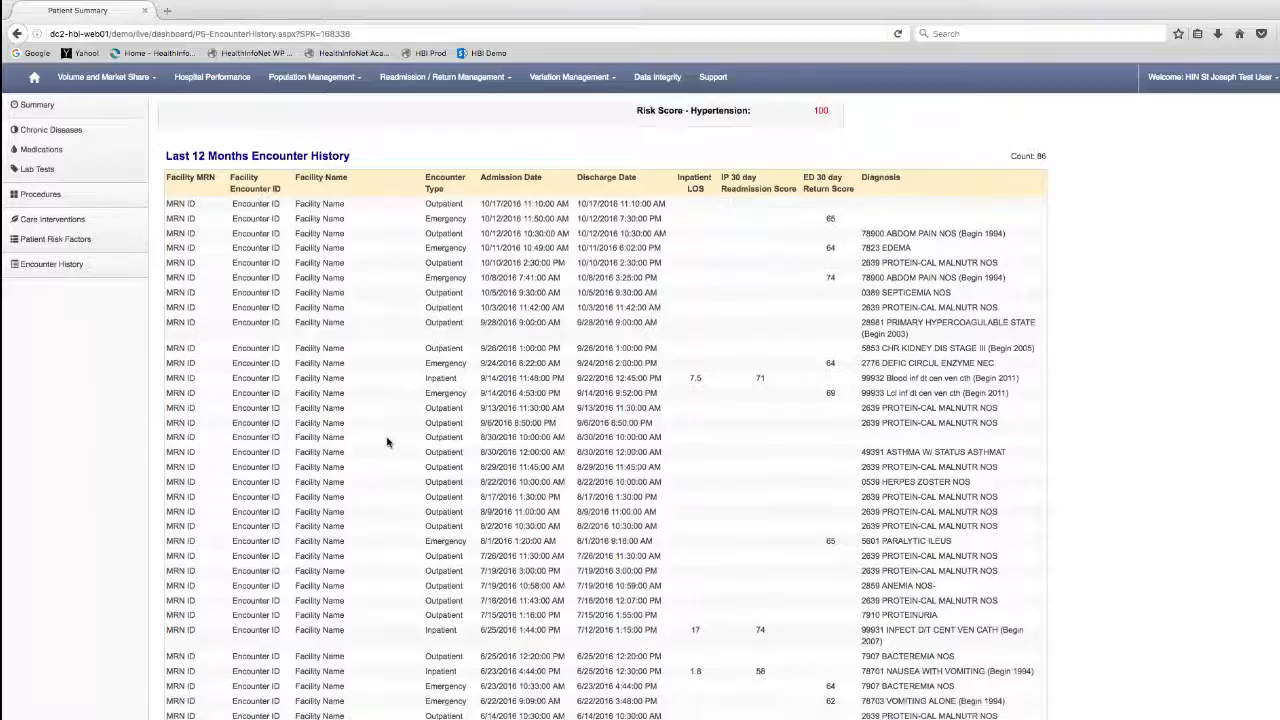 Patient Summary
dc2-hbi-web01/demo/live/dashboard/PS-EncounterHistory.aspx?SPK=168338
Search
Google Yahoo! Home - HealthInfo... HealthInfoNet WP ... HealthInfoNet Aca... HBI Prod HBI Demo
Volume and Market Share Hospital Performance Population Management Readmission / Return Management Variation Management Data Integrity Support Welcome: HIN St Joseph Test User
Summary
Chronic Diseases
Medications
Lab Tests
Procedures
Care Interventions
Patient Risk Factors
Encounter History
Risk Score - Hypertension: 100
Last 12 Months Encounter History Count: 86
Facility MRN Facility Encounter ID Facility Name Encounter Type Admission Date Discharge Date Inpatient LOS IP 30 day Readmission Score ED 30 day Return Score Diagnosis
MRN ID Encounter ID Facility Name Outpatient 10/17/2016 11:10:00 AM 10/17/2016 11:10:00 AM
MRN ID Encounter ID Facility Name Emergency 10/12/2016 11:50:00 AM 10/12/2016 7:30:00 PM 65
MRN ID Encounter ID Facility Name Outpatient 10/12/2016 10:30:00 AM 10/12/2016 10:30:00 AM 78900 ABDOM PAIN NOS (Begin 1994)
MRN ID Encounter ID Facility Name Emergency 10/11/2016 10:49:00 AM 10/11/2016 6:02:00 PM 64 7823 EDEMA
MRN ID Encounter ID Facility Name Outpatient 10/10/2016 2:30:00 PM 10/10/2016 2:30:00 PM 2639 PROTEIN-CAL MALNUTR NOS
MRN ID Encounter ID Facility Name Emergency 10/8/2016 7:41:00 AM 10/8/2016 3:25:00 PM 74 78900 ABDOM PAIN NOS (Begin 1994)
MRN ID Encounter ID Facility Name Outpatient 10/5/2016 9:30:00 AM 10/5/2016 9:30:00 AM 0389 SEPTICEMIA NOS
MRN ID Encounter ID Facility Name Outpatient 10/3/2016 11:42:00 AM 10/3/2016 11:42:00 AM 2639 PROTEIN-CAL MALNUTR NOS
MRN ID Encounter ID Facility Name Outpatient 9/28/2016 9:00:00 AM 9/28/2016 9:00:00 AM 28981 PRIMARY HYPERCOAGULABLE STATE
(Begin 2003)
MRN ID Encounter ID Facility Name Outpatient 9/26/2016 1:00:00 PM 9/26/2016 1:00:00 PM 5853 CHR KIDNEY DIS STAGE III (Begin 2005)
MRN ID Encounter ID Facility Name Emergency 9/24/2016 6:22:00 AM 9/24/2016 2:00:00 PM 64 2776 DEFIC CIRCUL ENZYME NEC
MRN ID Encounter ID Facility Name Inpatient 9/14/2016 11:48:00 PM 9/22/2016 12:45:00 PM 7.5 71 99932 Blood inf dt cen ven cth (Begin 2011)
MRN ID Encounter ID Facility Name Emergency 9/14/2016 4:53:00 PM 9/14/2016 9:52:00 PM 69 99933 Lcl inf dt cen ven cth (Begin 2011)
MRN ID Encounter ID Facility Name Outpatient 9/13/2016 11:30:00 AM 9/13/2016 11:30:00 AM 2639 PROTEIN-CAL MALNUTR NOS
MRN ID Encounter ID Facility Name Outpatient 9/6/2016 8:50:00 PM 9/6/2016 8:50:00 PM 2639 PROTEIN-CAL MALNUTR NOS
MRN ID Encounter ID Facility Name Outpatient 8/30/2016 10:00:00 AM 8/30/2016 10:00:00 AM
MRN ID Encounter ID Facility Name Outpatient 8/30/2016 12:00:00 AM 8/30/2016 12:00:00 AM 49391 ASTHMA W/ STATUS ASTHMAT
MRN ID Encounter ID Facility Name Outpatient 8/29/2016 11:45:00 AM 8/29/2016 11:45:00 AM 2639 PROTEIN-CAL MALNUTR NOS
MRN ID Encounter ID Facility Name Outpatient 8/22/2016 10:00:00 AM 8/22/2016 10:00:00 AM 0539 HERPES ZOSTER NOS
MRN ID Encounter ID Facility Name Outpatient 8/17/2016 1:30:00 PM 8/17/2016 1:30:00 PM 2639 PROTEIN-CAL MALNUTR NOS
MRN ID Encounter ID Facility Name Outpatient 8/9/2016 11:00:00 AM 8/9/2016 11:00:00 AM 2639 PROTEIN-CAL MALNUTR NOS
MRN ID Encounter ID Facility Name Outpatient 8/2/2016 10:30:00 AM 8/2/2016 10:30:00 AM 2639 PROTEIN-CAL MALNUTR NOS
MRN ID Encounter ID Facility Name Emergency 8/1/2016 1:20:00 AM 8/1/2016 9:18:00 AM 65 5601 PARALYTIC ILEUS
MRN ID Encounter ID Facility Name Outpatient 7/26/2016 11:30:00 AM 7/26/2016 11:30:00 AM 2639 PROTEIN-CAL MALNUTR NOS
MRN ID Encounter ID Facility Name Outpatient 7/19/2016 3:00:00 PM 7/19/2016 3:00:00 PM 2639 PROTEIN-CAL MALNUTR NOS
MRN ID Encounter ID Facility Name Outpatient 7/19/2016 10:58:00 AM 7/19/2016 10:59:00 AM 2859 ANEMIA NOS-
MRN ID Encounter ID Facility Name Outpatient 7/16/2016 11:43:00 AM 7/16/2016 12:07:00 PM 2639 PROTEIN-CAL MALNUTR NOS
MRN ID Encounter ID Facility Name Outpatient 7/15/2016 1:16:00 PM 7/15/2016 1:55:00 PM 7910 PROTEINURIA
MRN ID Encounter ID Facility Name Inpatient 6/25/2016 1:44:00 PM 7/12/2016 1:15:00 PM 17 74 99931 INFECT D/T CENT VEN CATH (Begin
2007)
MRN ID Encounter ID Facility Name Outpatient 6/25/2016 12:20:00 PM 6/25/2016 12:20:00 PM 7907 BACTEREMIA NOS
MRN ID Encounter ID Facility Name Inpatient 6/23/2016 4:44:00 PM 6/25/2016 12:30:00 PM 1.8 58 78701 NAUSEA WITH VOMITING (Begin 1994)
MRN ID Encounter ID Facility Name Emergency 6/23/2016 10:33:00 AM 6/23/2016 4:44:00 PM 64 7907 BACTEREMIA NOS
MRN ID Encounter ID Facility Name Emergency 6/22/2016 9:09:00 AM 6/22/2016 3:48:00 PM 62 78703 VOMITING ALONE (Begin 1994)
MRN ID Encounter ID Facility Name Outpatient 6/14/2016 10:30:00 AM 6/14/2016 10:30:00 AM 2639 PROTEIN-CAL MALNUTR NOS